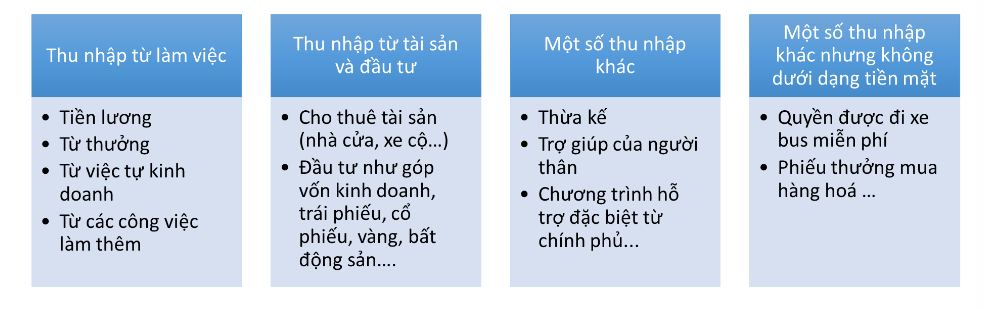 Thu nhập từ làm việc
• Tiền lương
• Từ thưởng
• Từ việc tự kinh
doanh
• Từ các công việc
làm thêm
Thu nhập từ tài sản
và đầu tư
• Cho thuê tài sản
(nhà cửa, xe cộ…)
• Đầu tư như góp
vốn kinh doanh,
trái phiếu, cổ
phiếu, vàng, bất
động sản….
Một số thu nhập
khác
• Thừa kế
• Trợ giúp của người
thân
• Chương trình hỗ
trợ đặc biệt từ
chính phủ…
Một số thu nhập
khác nhưng không
dưới dạng tiền mặt
• Quyền được đi xe
bus miễn phí
• Phiếu thưởng mua
hàng hoá …